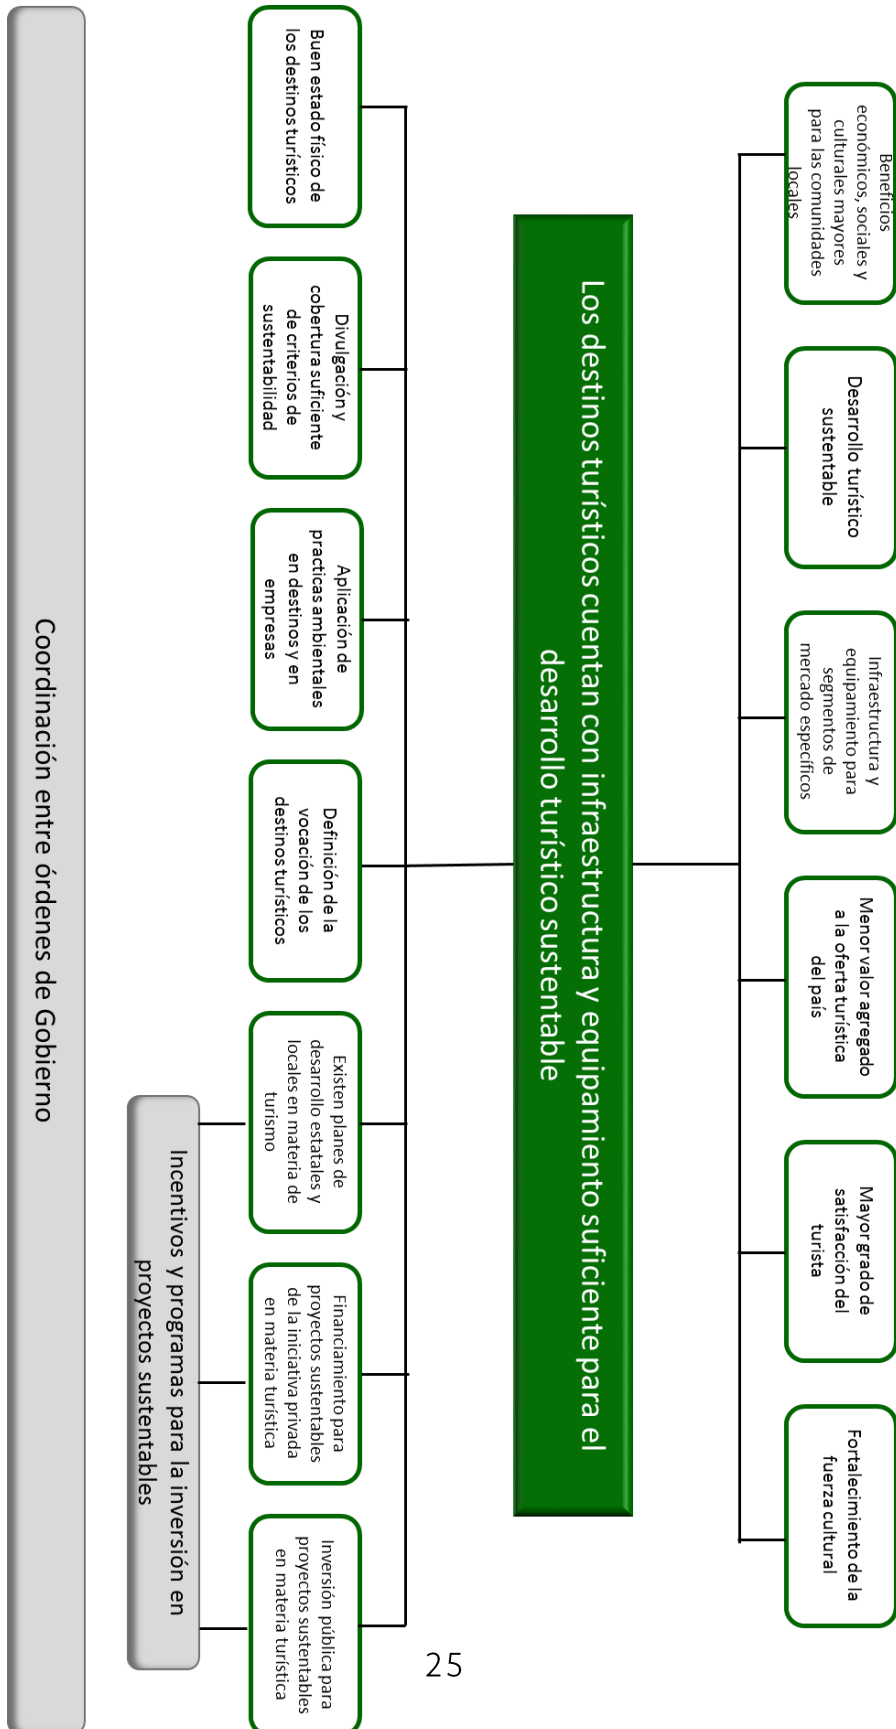 Beneficios
económicos, sociales y
culturales mayores
para las comunidades
locales
Desarrollo turístico
sustentable
Infraestructura y
equipamiento para
segmentos de
mercado específicos
Menor valor agregado
a la oferta turística
del país
Mayor grado de
satisfacción del
turista
Fortalecimiento de la
fuerza cultural
Los destinos turísticos cuentan con infraestructura y equipamiento suficiente para el
desarrollo turístico sustentable
Buen estado físico de
los destinos turísticos
Divulgación y
cobertura suficiente
de criterios de
sustentabilidad
Aplicación de
practicas ambientales
en destinos y en
empresas
Definición de la
vocación de los
destinos turísticos
Existen planes de
desarrollo estatales y
locales en materia de
turismo
Financiamiento para
proyectos sustentables
de la iniciativa privada
en materia turística
Inversión pública para
proyectos sustentables
en materia turística
Incentivos y programas para la inversión en
proyectos sustentables
Coordinación entre órdenes de Gobierno
25